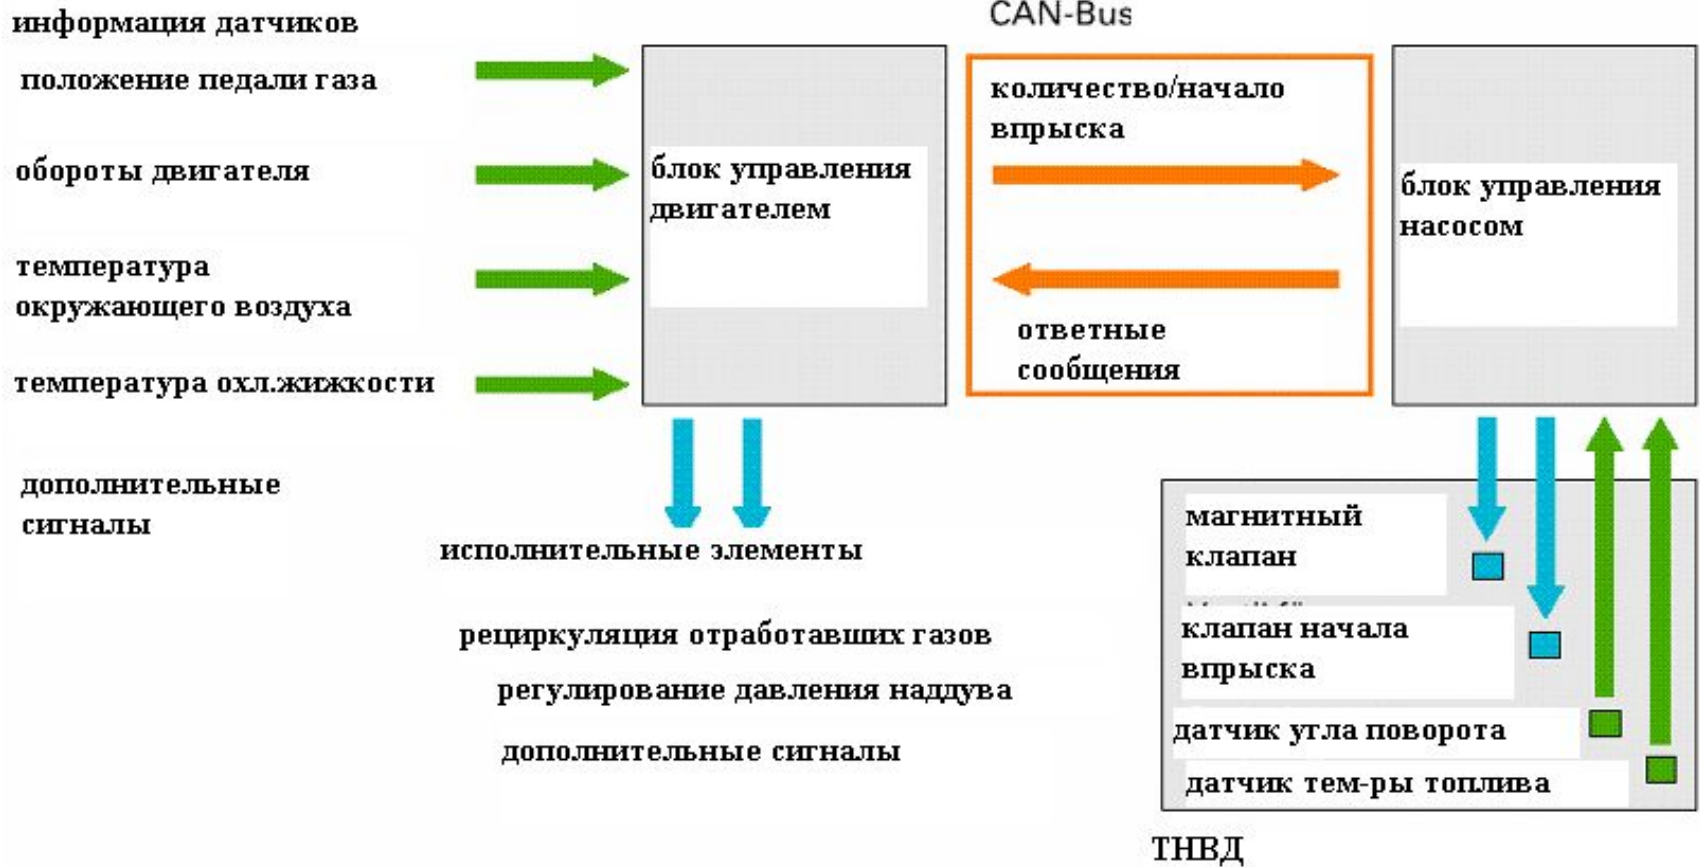 информация датчиков
CAN-Bus
положение педали газа
количество/начало
впрыска
обороты двигателя
блок управления
двигателем
блок управления
насосом
температура
окружающего воздуха
ответные
сообщения
температура охл.жижкости
дополнительные
сигналы
исполнительные элементы
рециркуляция отработавших газов
регулирование давления наддува
дополнительные сигналы
магнитный
клапан
клапан начала
впрыска
датчик угла поворота
датчик тем-ры топлива
ТНВД